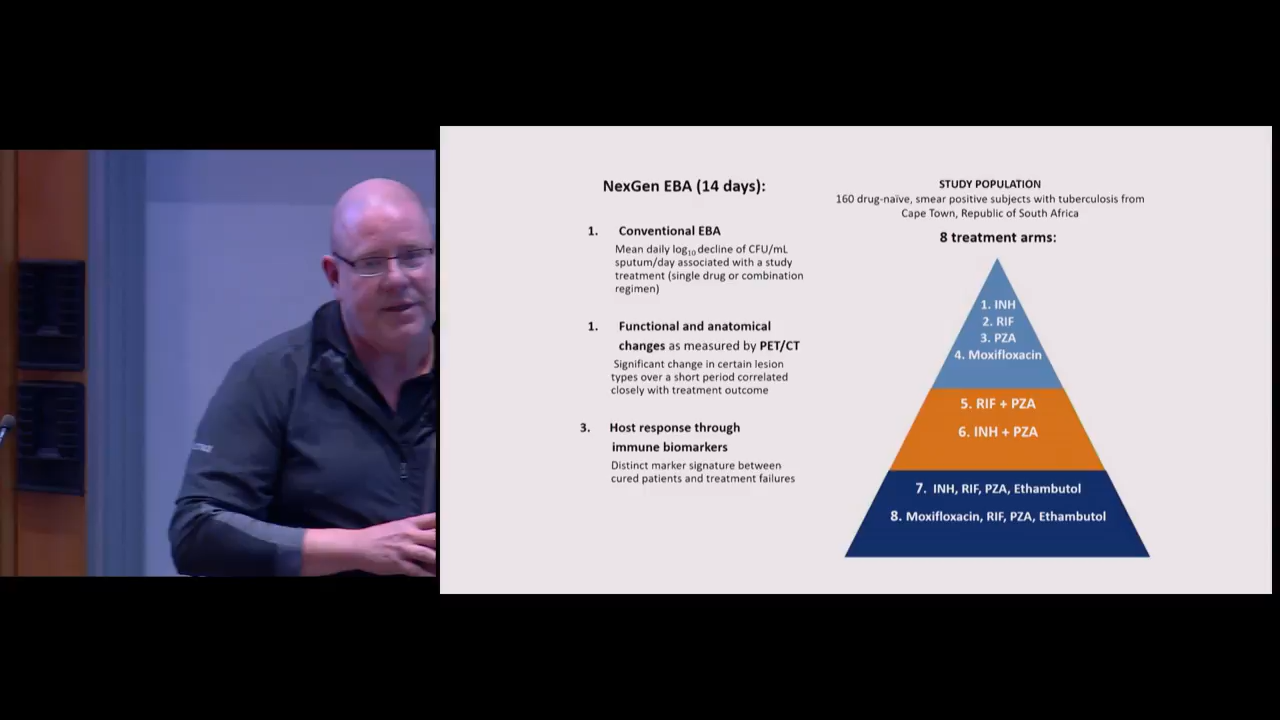 NexGen EBA (14 days):
1. Conventional EBA
Mean daily log10 decline of CFU/mL
sputum/day associated with a study
treatment (single drug or combination
regimen)
1. Functional and anatomical
changes as measured by PET/CT
Significant change in certain lesion
types over a short period correlated
closely with treatment outcome
3. Host response through
immune biomarkers
Distinct marker signature between
cured patients and treatment failures
STUDY POPULATION
160 drug-naïve, smear positive subjects with tuberculosis from
Cape Town, Republic of South Africa
8 treatment arms:
1. INH
2. RIF
3. PZA
4. Moxifloxacin
5. RIF + PZA
6. INH + PZA
7. INH, RIF, PZA, Ethambutol
8. Moxifloxacin, RIF, PZA, Ethambutol